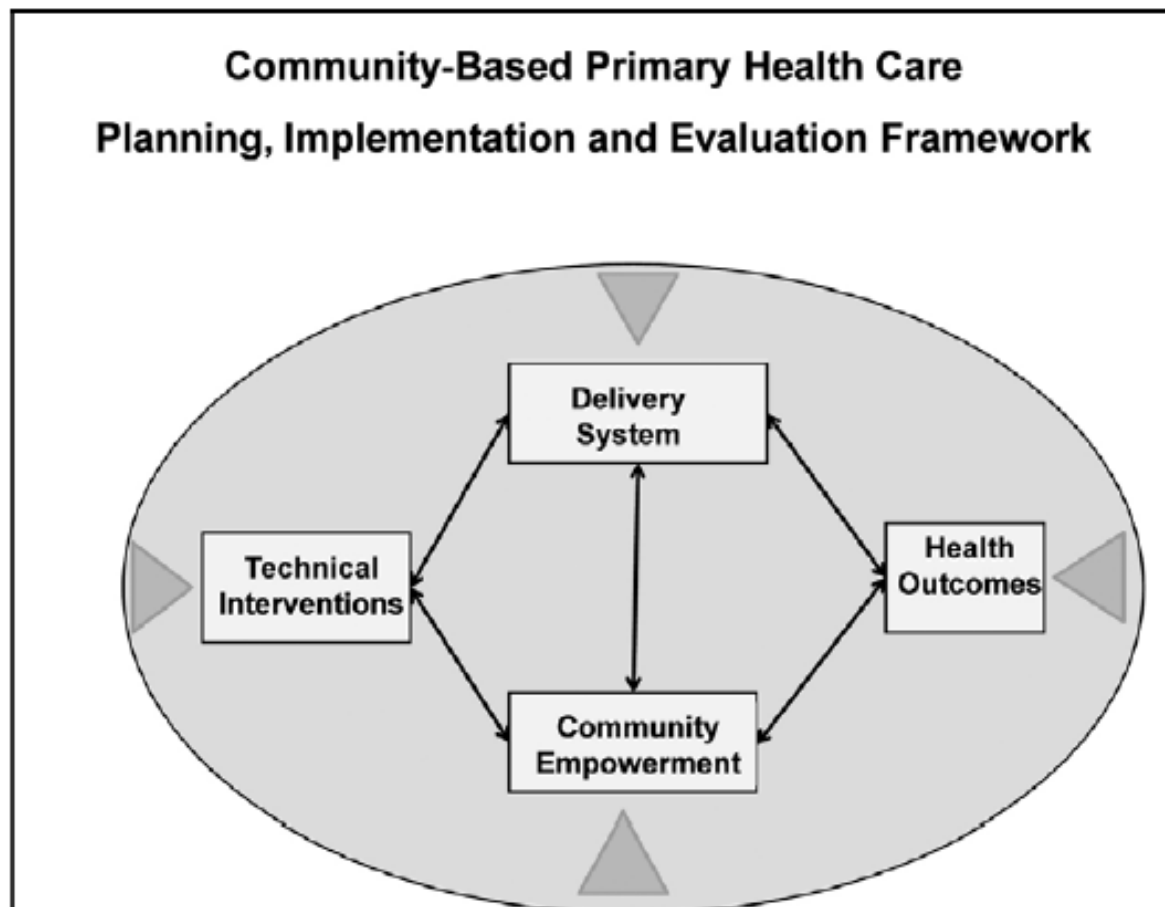 Community-Based Primary Health Care
Planning, Implementation and Evaluation Framework
Delivery
System
Technical
Interventions
Health
Outcomes
Community
Empowerment